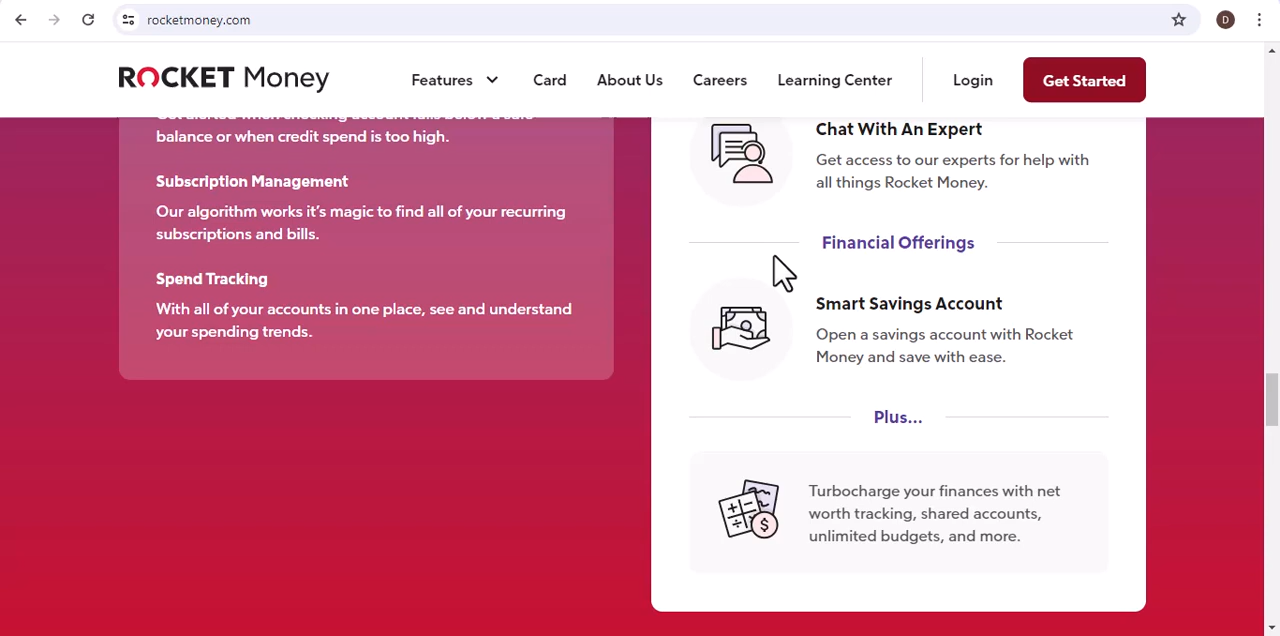 rocketmoney.com
D
ROCKET Money
Features
Card
About Us
Careers
Learning Center
Login
Get Started
balance or when credit spend is too high.
Subscription Management
Our algorithm works it's magic to find all of your recurring
subscriptions and bills.
Spend Tracking
With all of your accounts in one place, see and understand
your spending trends.
Chat With An Expert
Get access to our experts for help with
all things Rocket Money.
Financial Offerings
Smart Savings Account
Open a savings account with Rocket
Money and save with ease.
Plus...
Turbocharge your finances with net
worth tracking, shared accounts,
unlimited budgets, and more.